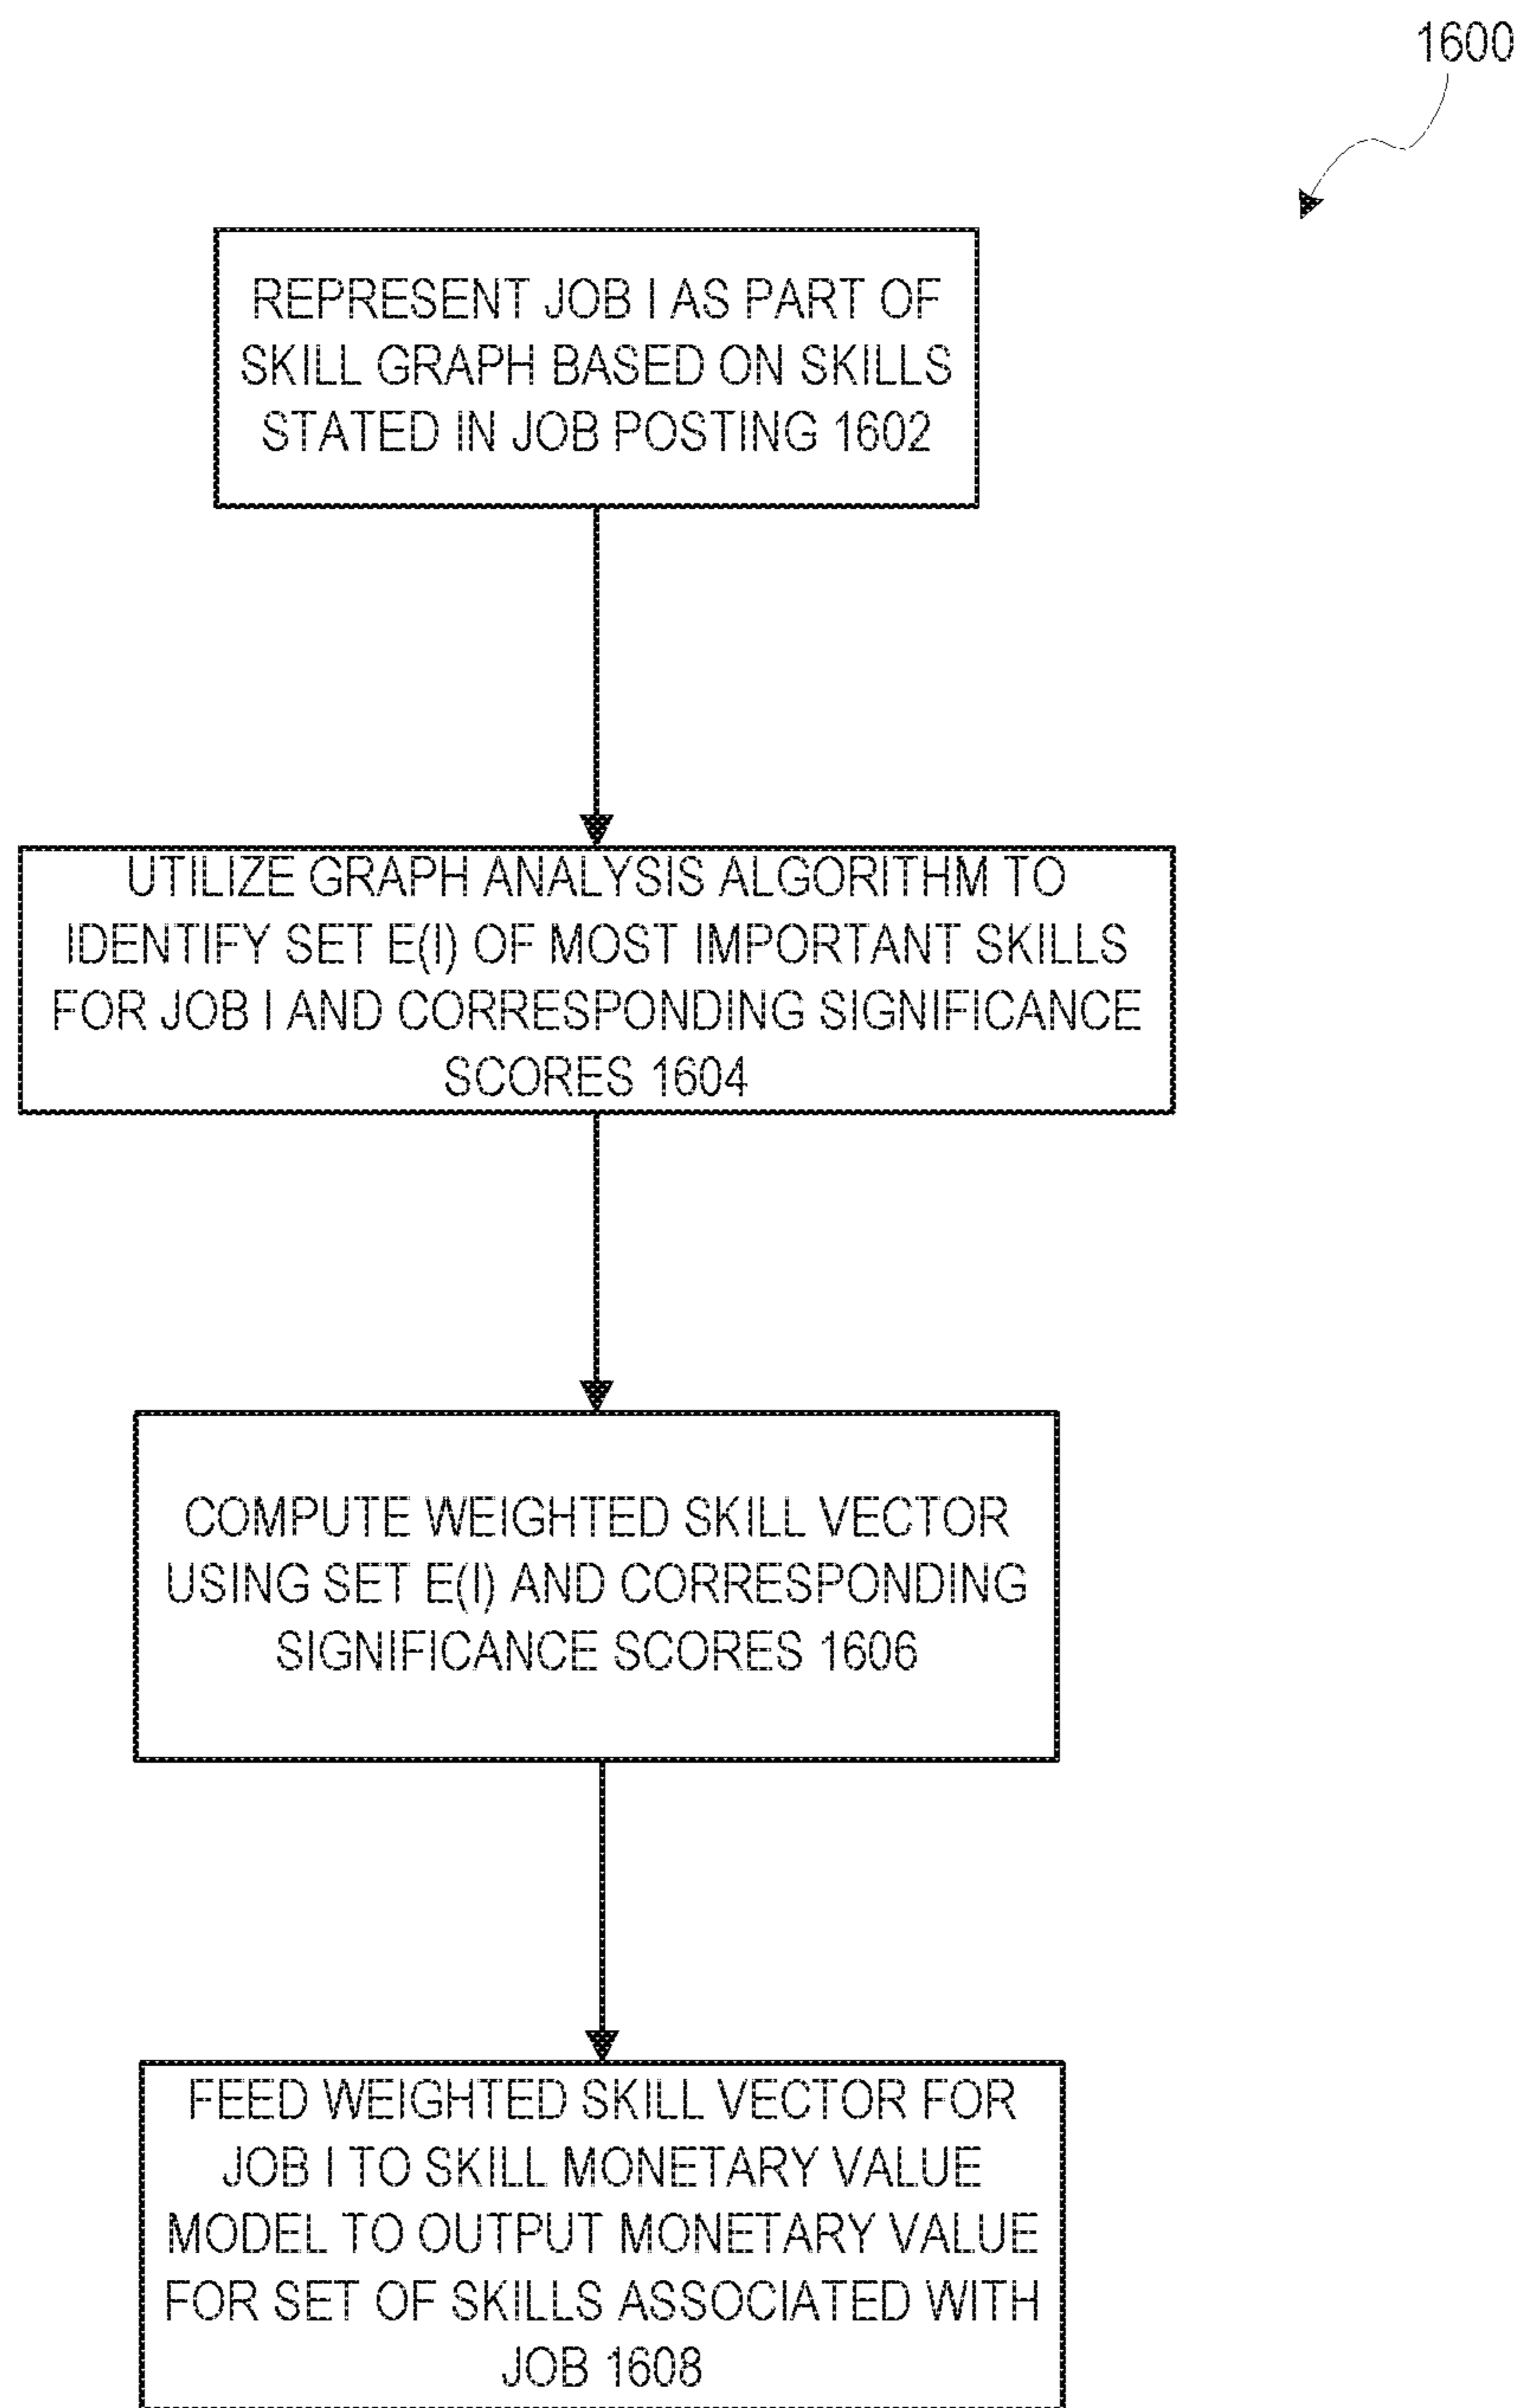 1600
REPRESENT JOB I AS PART OF
SKILL GRAPH BASED ON SKILLS
STATED IN JOB POSTING 1602
UTILIZE GRAPH ANALYSIS ALGORITHM TO
IDENTIFY SET E(I) OF MOST IMPORTANT SKILLS
FOR JOB I AND CORRESPONDING SIGNIFICANCE
SCORES 1604
COMPUTE WEIGHTED SKILL VECTOR
USING SET E(I) AND CORRESPONDING
SIGNIFICANCE SCORES 1606
FEED WEIGHTED SKILL VECTOR FOR
JOB I TO SKILL MONETARY VALUE
MODEL TO OUTPUT MONETARY VALUE
FOR SET OF SKILLS ASSOCIATED WITH
JOB 1608